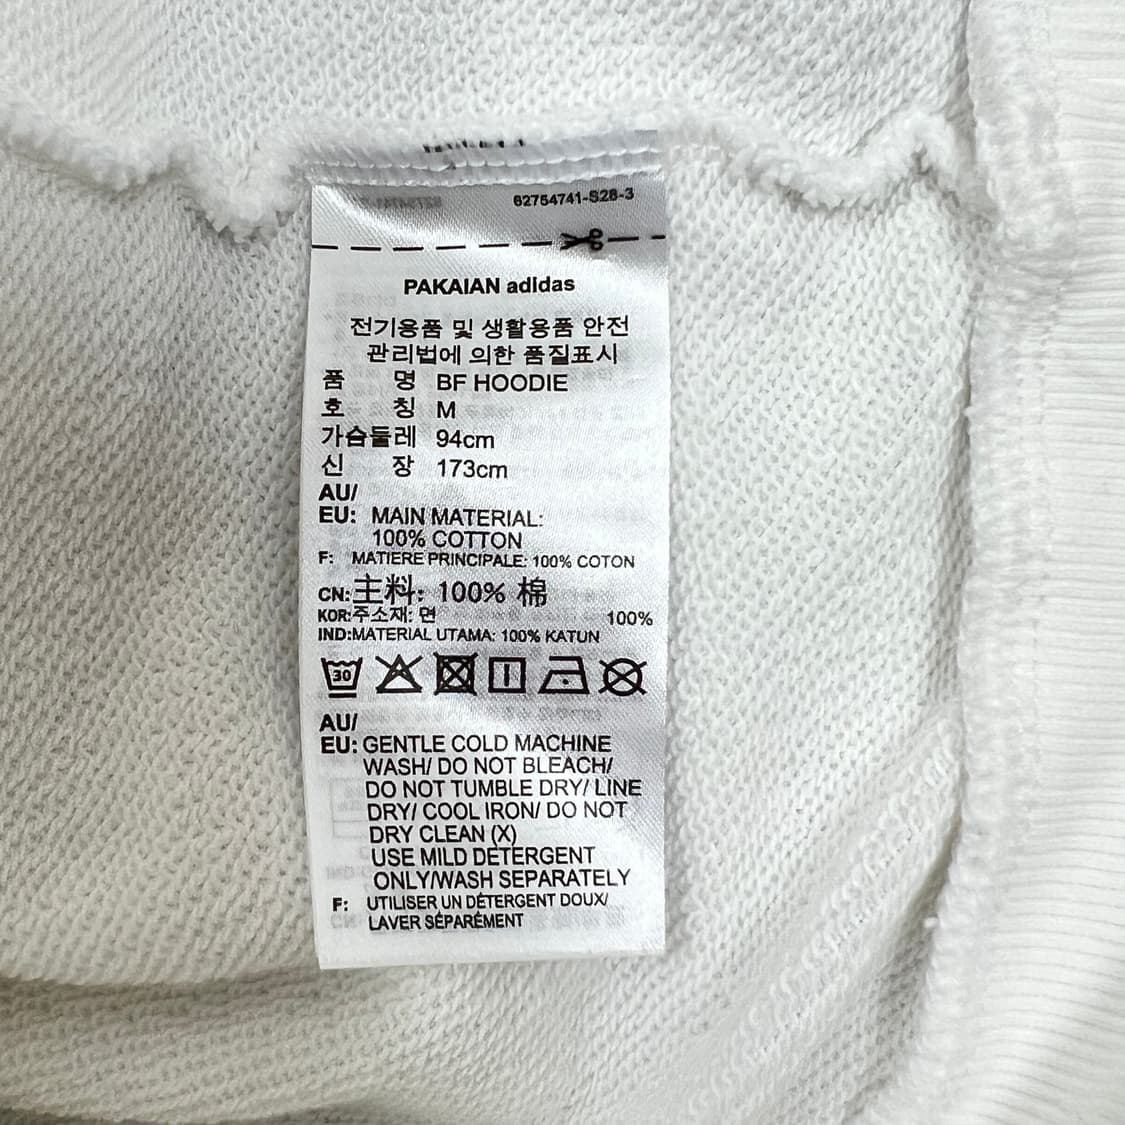 62754741-S28-3
PAKAIAN adidas
전기용품 및 생활용품 안전
관리법에 의한 품질표시
품 명 BF HOODIE
호 칭 M
가슴둘레 94cm
신 장 173cm
AU/
EU: MAIN MATERIAL:
100% COTTON
F: MATIERE PRINCIPALE: 100% COTON
CN:主料: 100% 棉
KOR:주소재: 면 100%
IND:MATERIAL UTAMA: 100% KATUN
30
AU/
EU: GENTLE COLD MACHINE
WASH/ DO NOT BLEACH/
DO NOT TUMBLE DRY/ LINE
DRY/ COOL IRON/ DO NOT
DRY CLEAN (X)
USE MILD DETERGENT
ONLY/WASH SEPARATELY
F: UTILISER UN DÉTERGENT DOUX/
LAVER SÉPARÉMENT